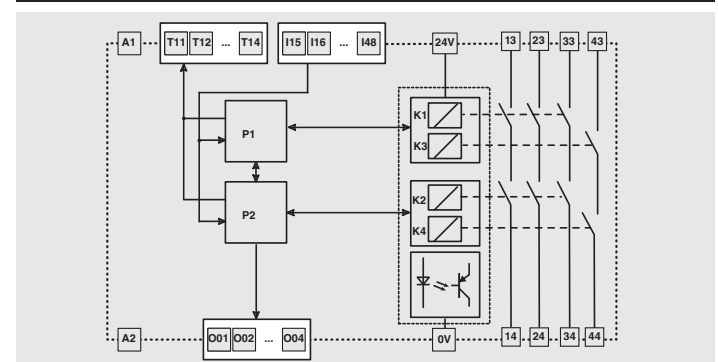 A1 T11 T12 ... T14 I15 I16 ... I48 24V 13 23 33 43
K1
P1
K3
K2
P2
K4
A2 O01 O02 ... O04 0V 14 24 34 44